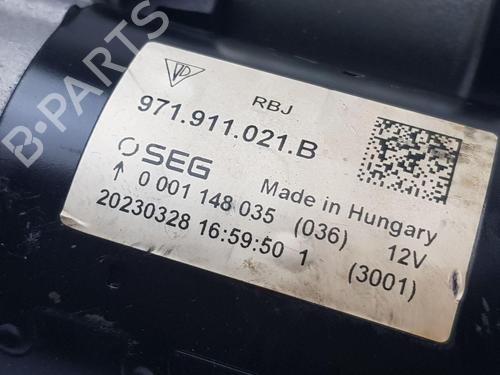 B-PARTS
VD
RBJ
971.911.021.B
SEG
Made in Hungary
↑ 0 001 148 035 (036) 12V
20230328 16:59:50 1 (3001)